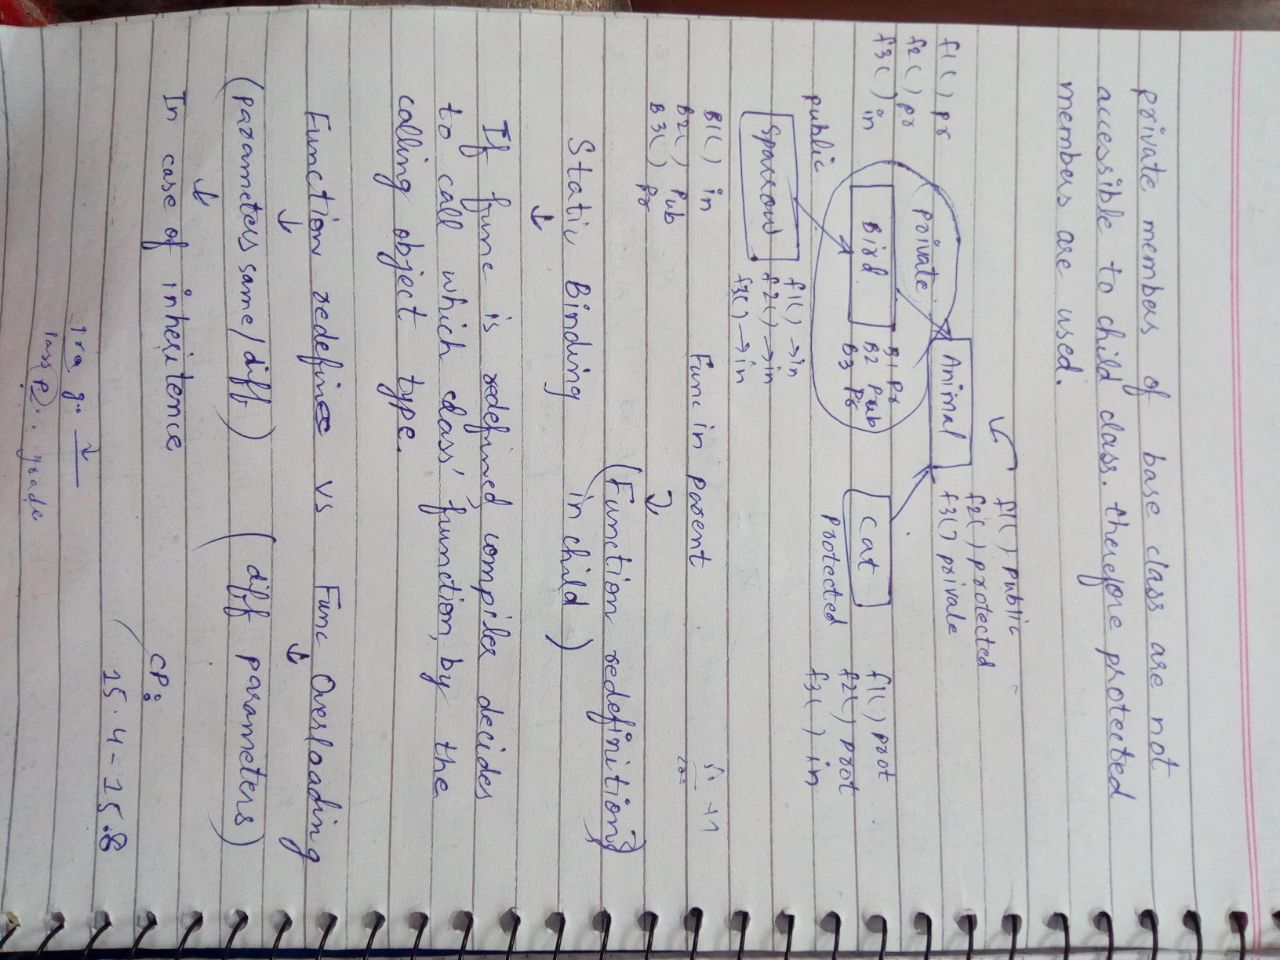 private members of base class are not
accessible to child class. therefore protected
members are used.
f1() public
f2() protected
f3() private
f1() pr
f2() pr
f3() in
Animal
private
Bird
B1 Pr
B2 Pub
B3 Pr
Cat
protected
f1() prot
f2() prot
f3() in
public
Sparrow
f1() → in
f2() → in
f3() → in
B1() in
B2() Pub
B3() Pr
Func in parent
(Function redefinition)
Static Binding in child)
↓
If func is redefined, compiler decides
to call which class' function, by the
calling object type.
Function redefine vs Func Overloading
↓ ↓
(parameters same/diff) (diff parameters)
↓
In case of inheritence
CP:
15.4-15.8